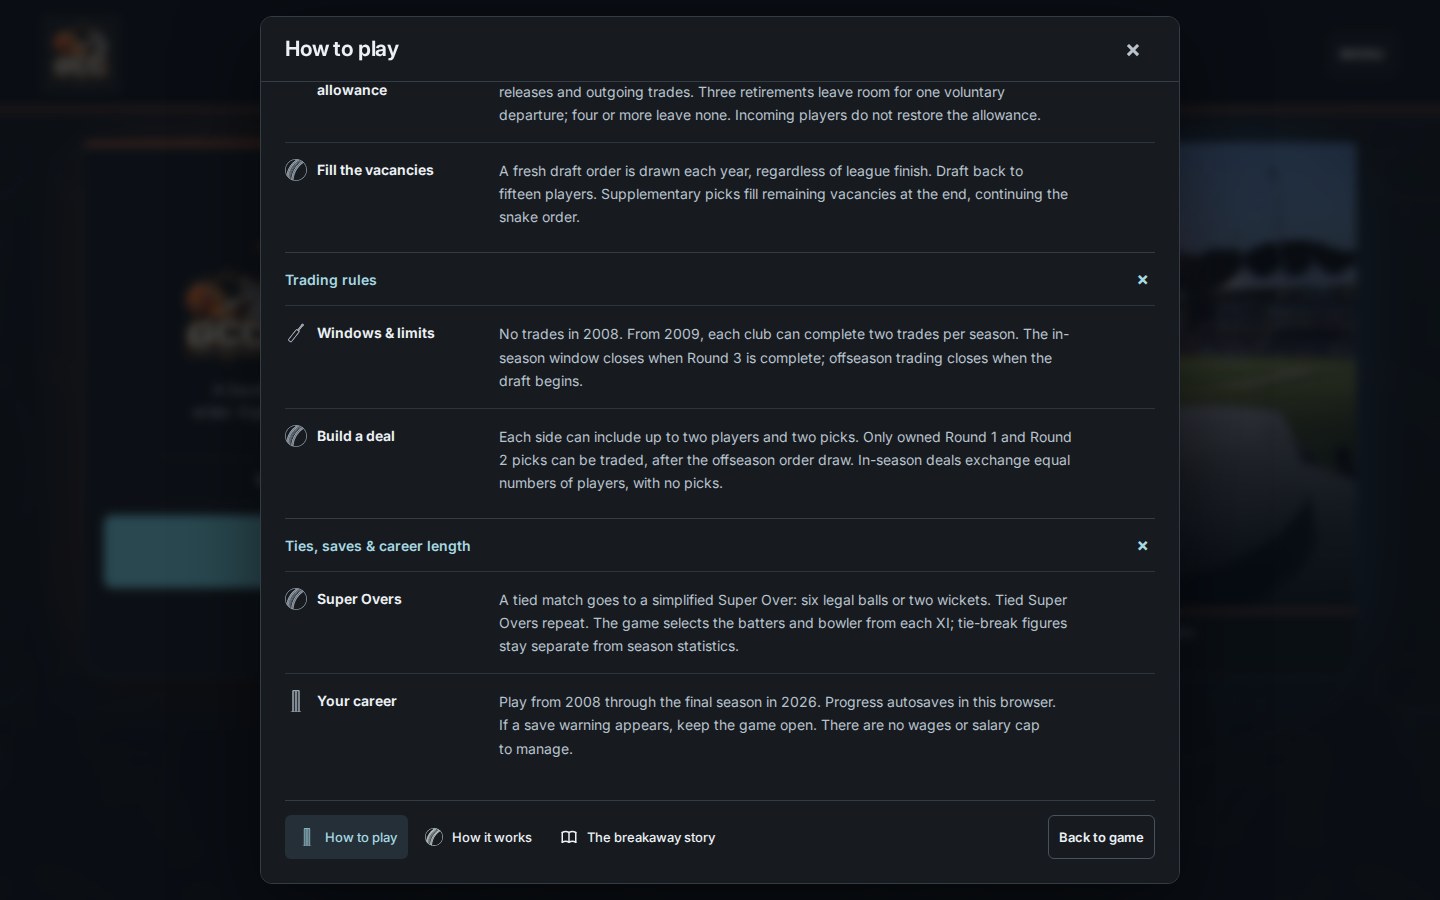 How to play
allowance
releases and outgoing trades. Three retirements leave room for one voluntary
departure; four or more leave none. Incoming players do not restore the allowance.
Fill the vacancies
A fresh draft order is drawn each year, regardless of league finish. Draft back to
fifteen players. Supplementary picks fill remaining vacancies at the end, continuing the
snake order.
Trading rules
Windows & limits
No trades in 2008. From 2009, each club can complete two trades per season. The in-
season window closes when Round 3 is complete; offseason trading closes when the
draft begins.
Build a deal
Each side can include up to two players and two picks. Only owned Round 1 and Round
2 picks can be traded, after the offseason order draw. In-season deals exchange equal
numbers of players, with no picks.
Ties, saves & career length
Super Overs
A tied match goes to a simplified Super Over: six legal balls or two wickets. Tied Super
Overs repeat. The game selects the batters and bowler from each XI; tie-break figures
stay separate from season statistics.
Your career
Play from 2008 through the final season in 2026. Progress autosaves in this browser.
If a save warning appears, keep the game open. There are no wages or salary cap
to manage.
How to play
How it works
The breakaway story
Back to game